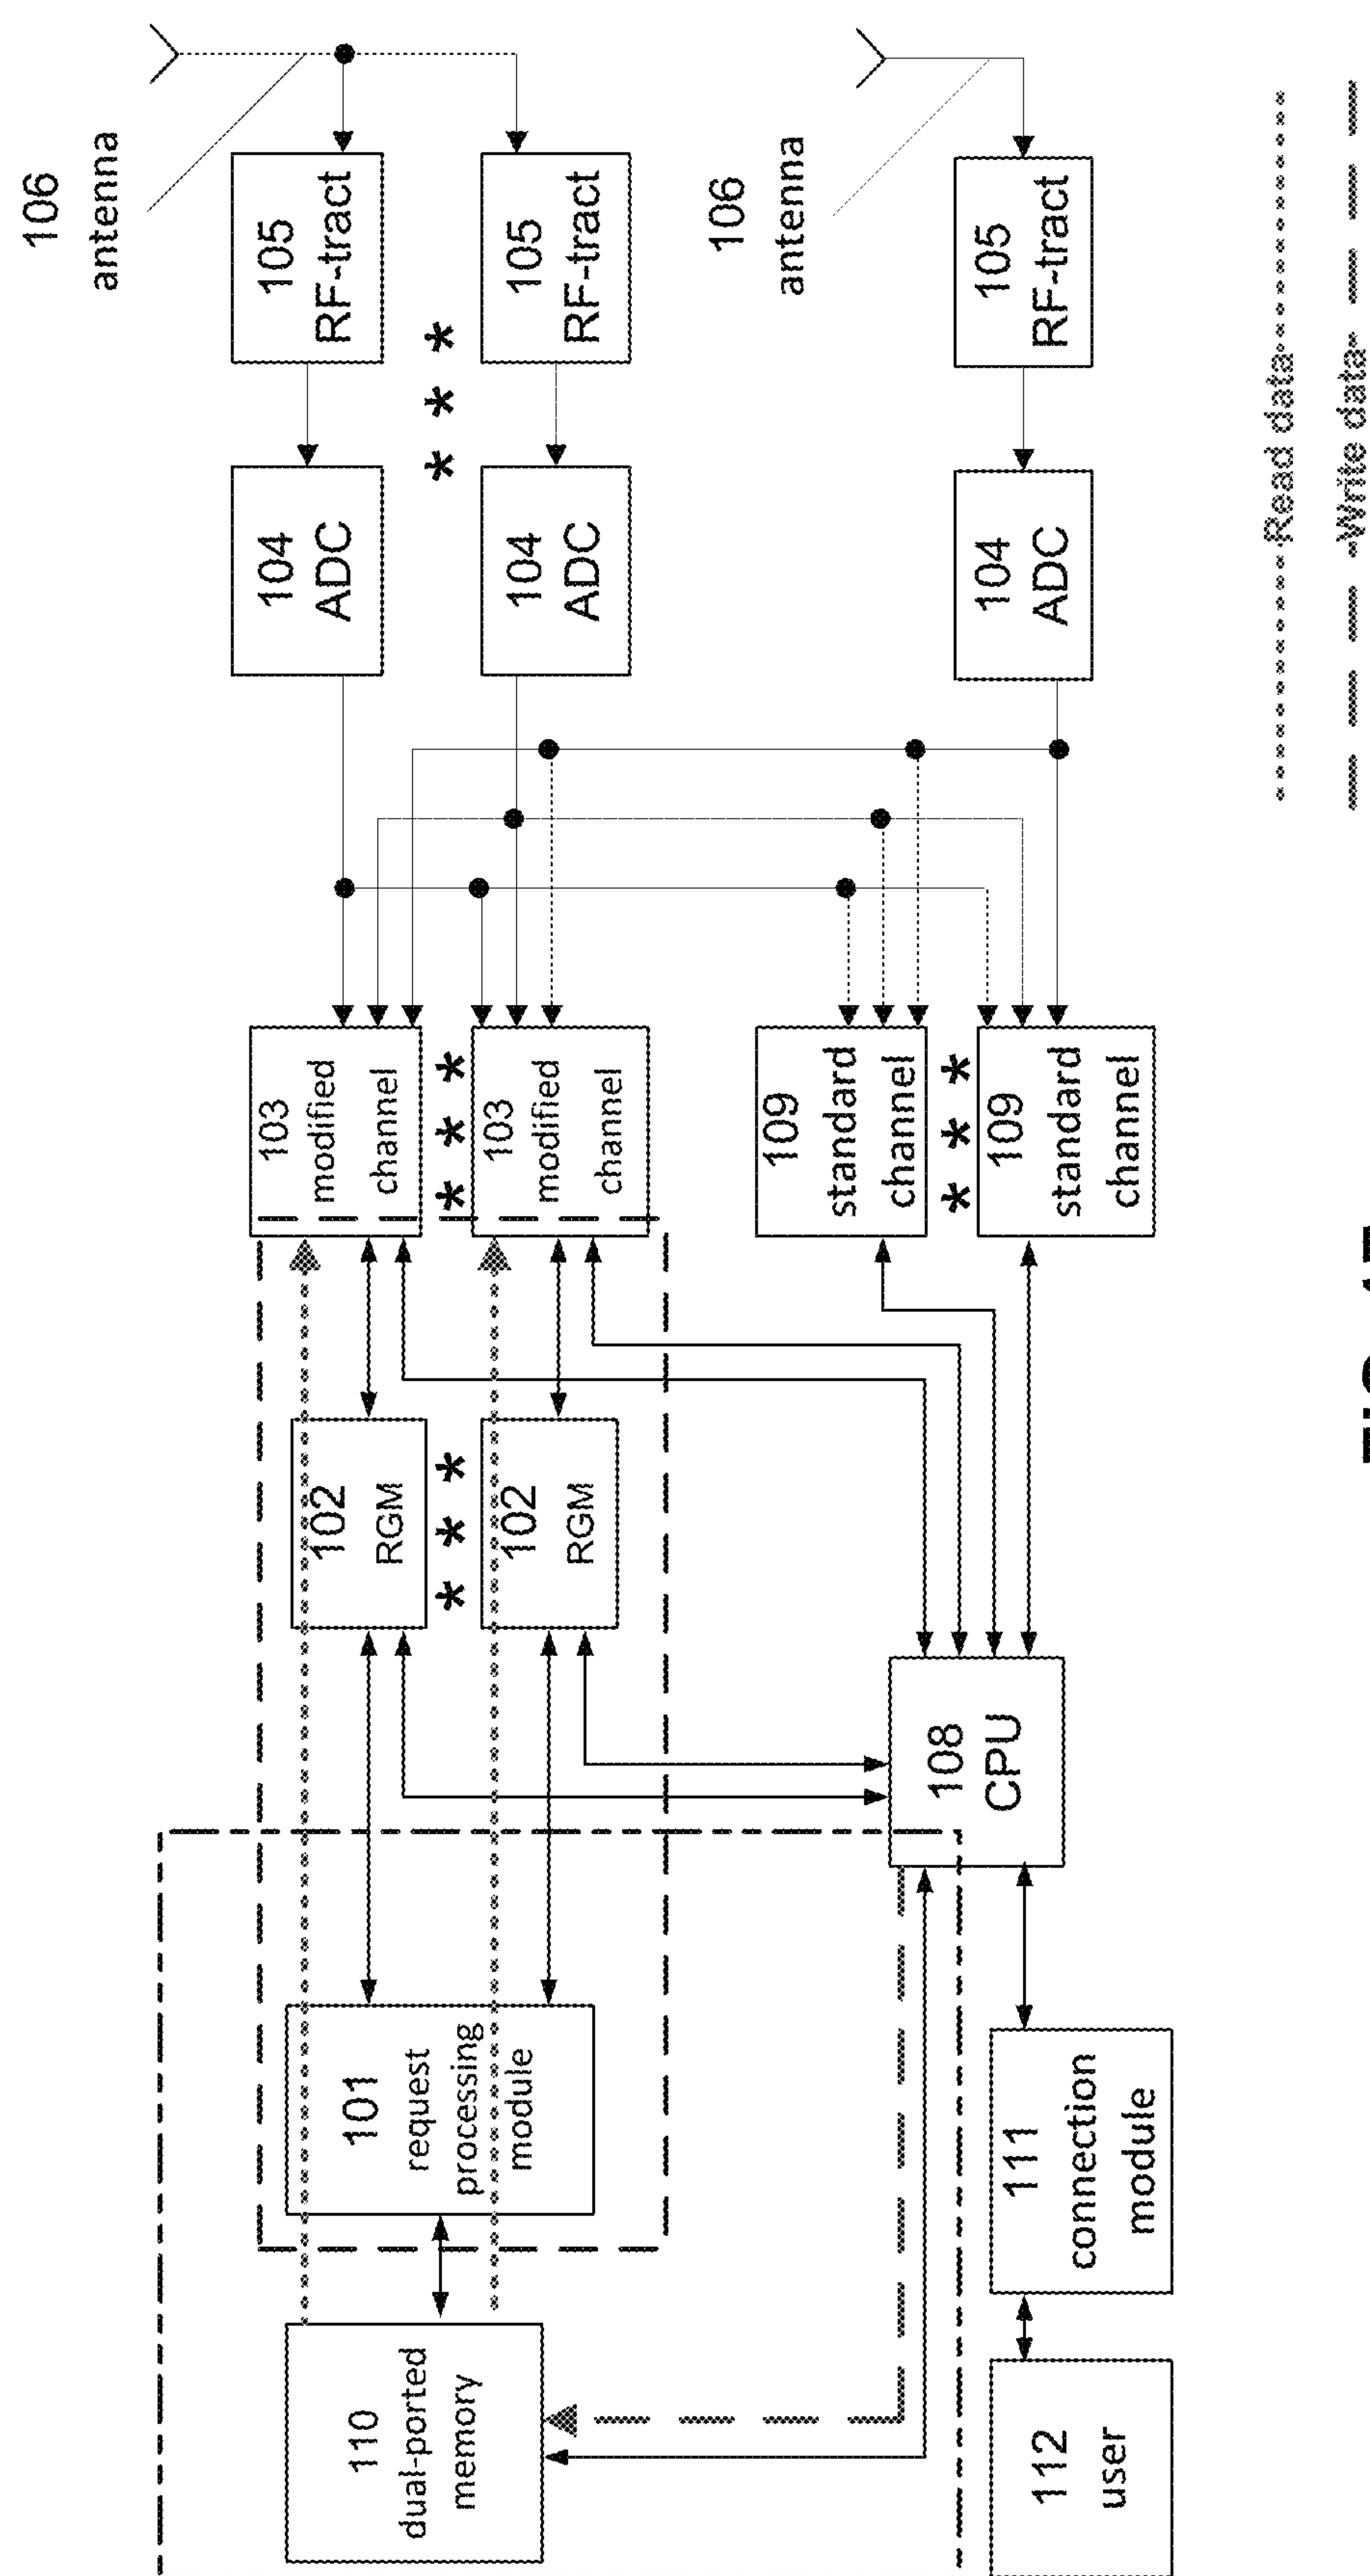 106
antenna
105
RF-tract
105
RF-tract
* * *
106
antenna
105
RF-tract
104
ADC
104
ADC
104
ADC
103
modified
channel
* * *
103
modified
channel
109
standard
channel
* * *
109
standard
channel
102
RGM
* * *
102
RGM
108
CPU
101
request
processing
module
111
connection
module
110
dual-ported
memory
112
user
Read data
Write data